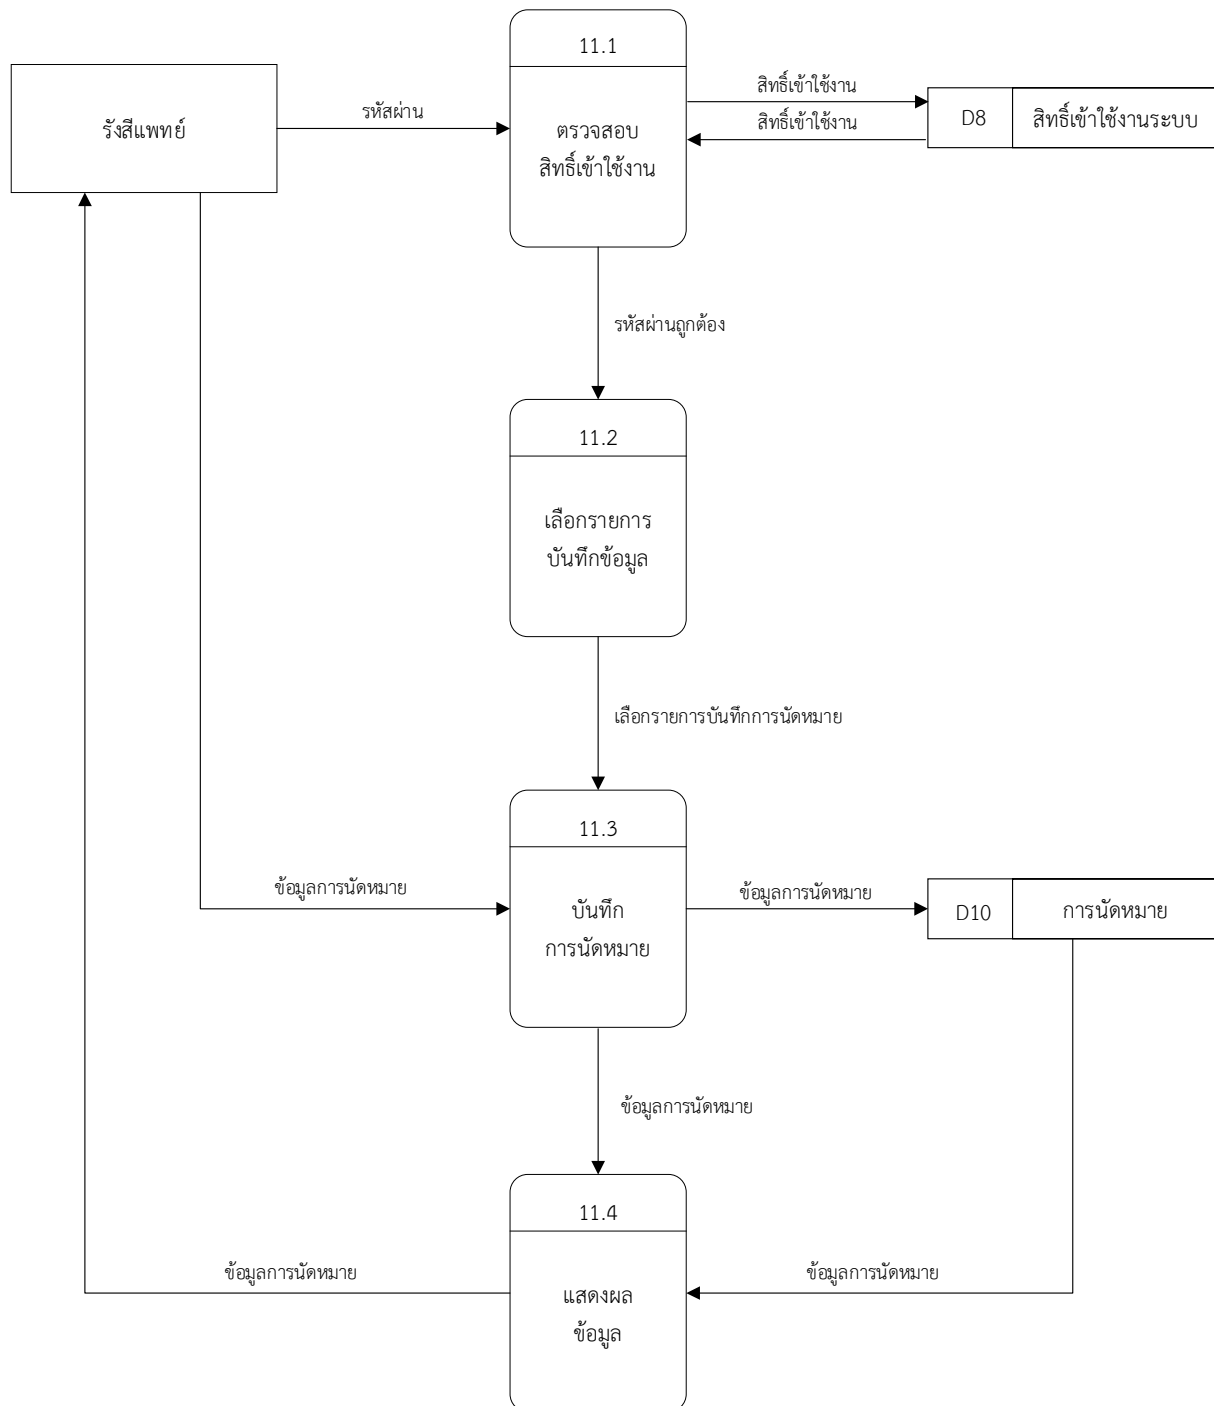 11.1
รังสีแพทย์
รหัสผ่าน
ตรวจสอบ
สิทธิ์เข้าใช้งาน
สิทธิ์เข้าใช้งาน
สิทธิ์เข้าใช้งาน
D8
สิทธิ์เข้าใช้งานระบบ
รหัสผ่านถูกต้อง
11.2
เลือกรายการ
บันทึกข้อมูล
เลือกรายการบันทึกการนัดหมาย
11.3
ข้อมูลการนัดหมาย
บันทึก
การนัดหมาย
ข้อมูลการนัดหมาย
D10
การนัดหมาย
ข้อมูลการนัดหมาย
11.4
ข้อมูลการนัดหมาย
แสดงผล
ข้อมูล
ข้อมูลการนัดหมาย